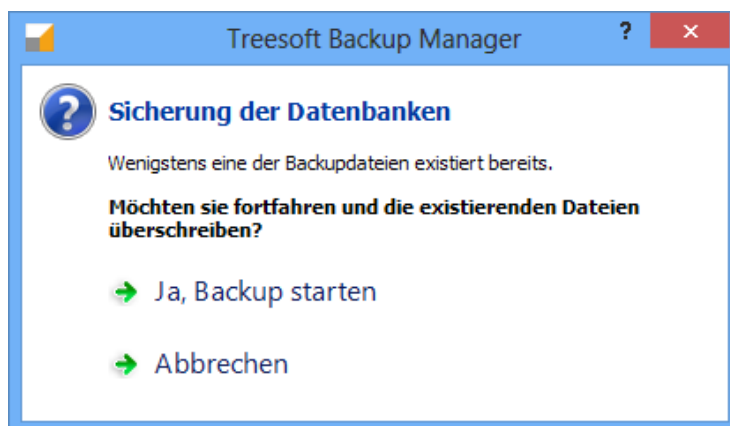 Treesoft Backup Manager ? ×
Sicherung der Datenbanken
Wenigstens eine der Backupdateien existiert bereits.
Möchten sie fortfahren und die existierenden Dateien
überschreiben?
Ja, Backup starten
Abbrechen